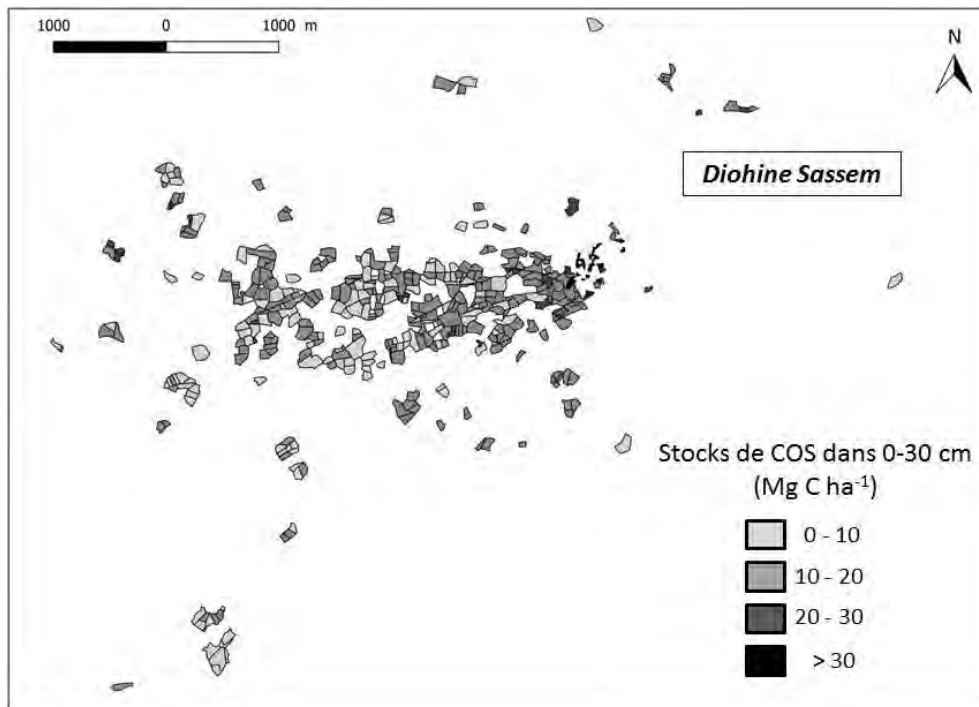 1000 0 1000 m
N
Diohine Sassem
Stocks de COS dans 0-30 cm
(Mg C ha⁻¹)
0 - 10
10 - 20
20 - 30
> 30